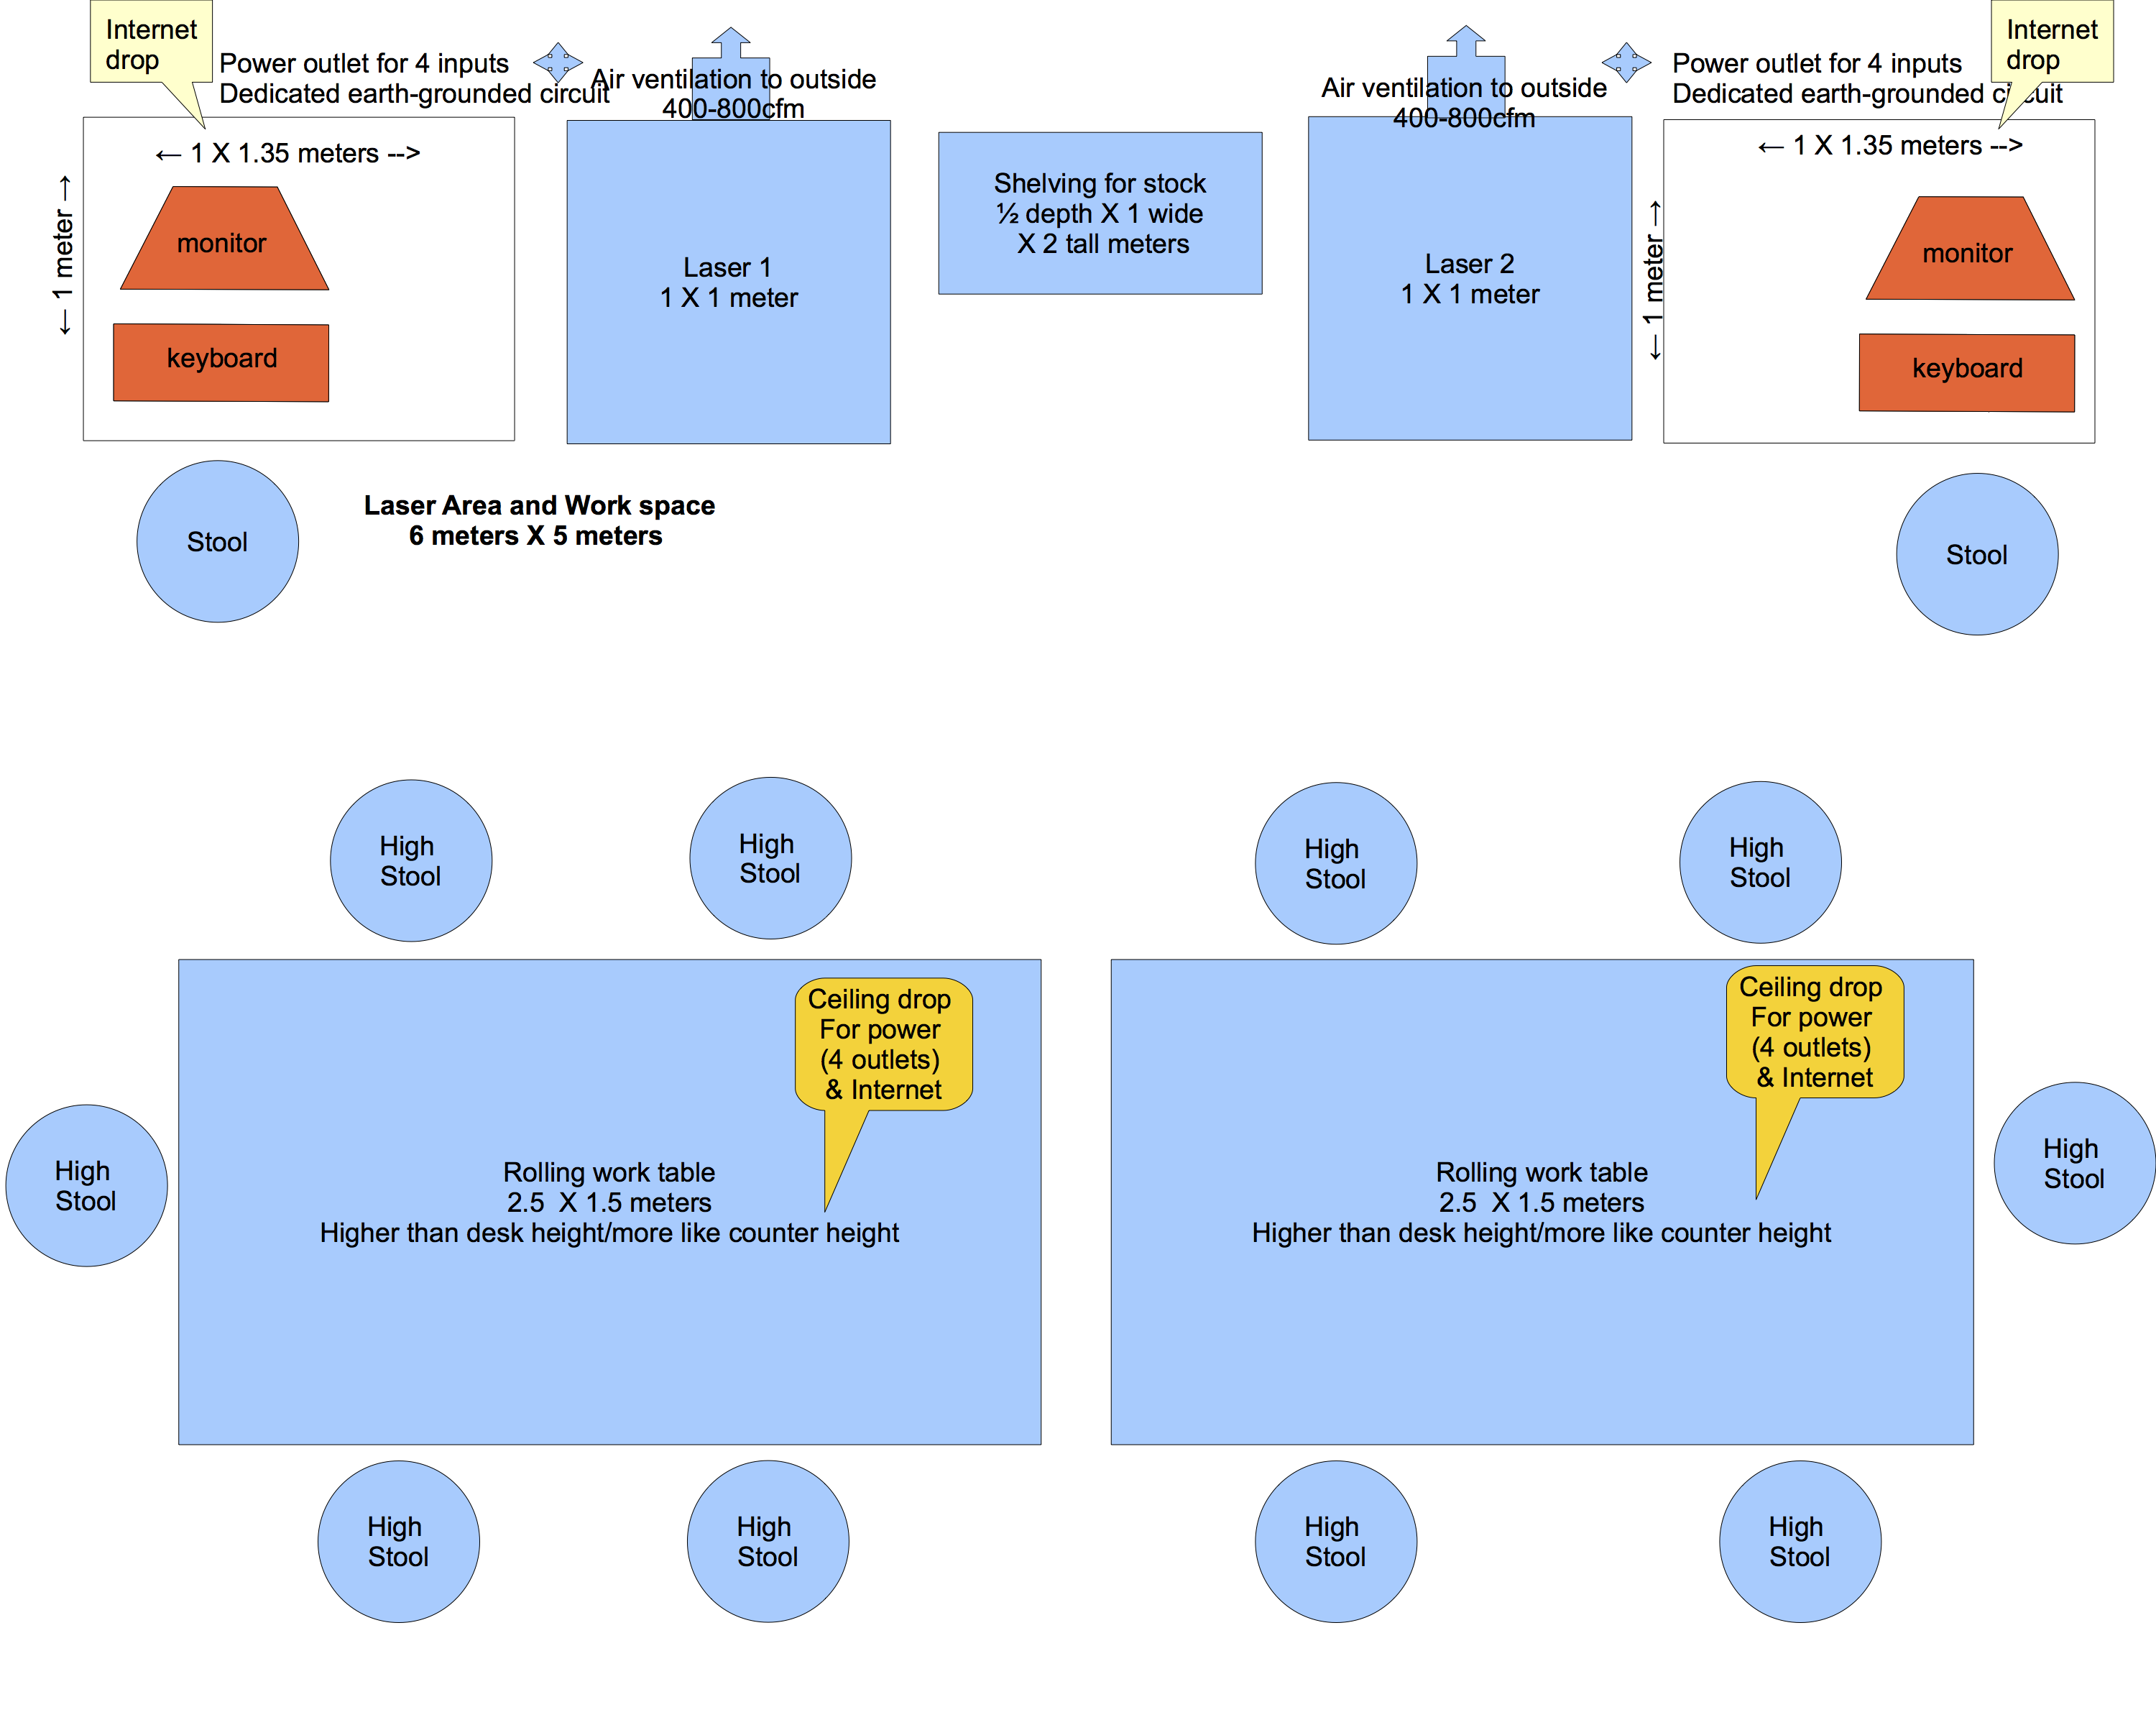 Internet
drop
Power outlet for 4 inputs
Dedicated earth-grounded circuit
Air ventilation to outside
400-800cfm
Air ventilation to outside
400-800cfm
Power outlet for 4 inputs
Dedicated earth-grounded circuit
Internet
drop
← 1 X 1.35 meters -->
← 1 meter →
monitor
keyboard
Laser 1
1 X 1 meter
Shelving for stock
½ depth X 1 wide
X 2 tall meters
Laser 2
1 X 1 meter
← 1 meter →
← 1 X 1.35 meters -->
monitor
keyboard
Stool
Laser Area and Work space
6 meters X 5 meters
Stool
High
Stool
High
Stool
High
Stool
High
Stool
High
Stool
Ceiling drop
For power
(4 outlets)
& Internet
Rolling work table
2.5  X 1.5 meters
Higher than desk height/more like counter height
Ceiling drop
For power
(4 outlets)
& Internet
Rolling work table
2.5  X 1.5 meters
Higher than desk height/more like counter height
High
Stool
High
Stool
High
Stool
High
Stool
High
Stool